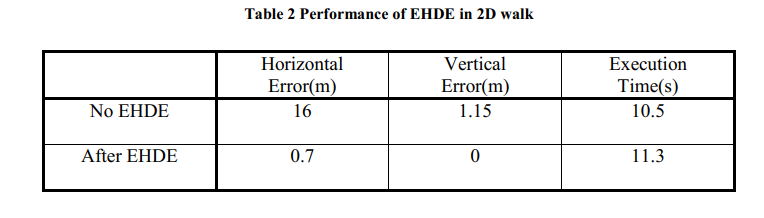 Table 2 Performance of EHDE in 2D walk
Horizontal Vertical Execution
Error(m) Error(m) Time(s)
No EHDE 16 1.15 10.5
After EHDE 0.7 0 11.3